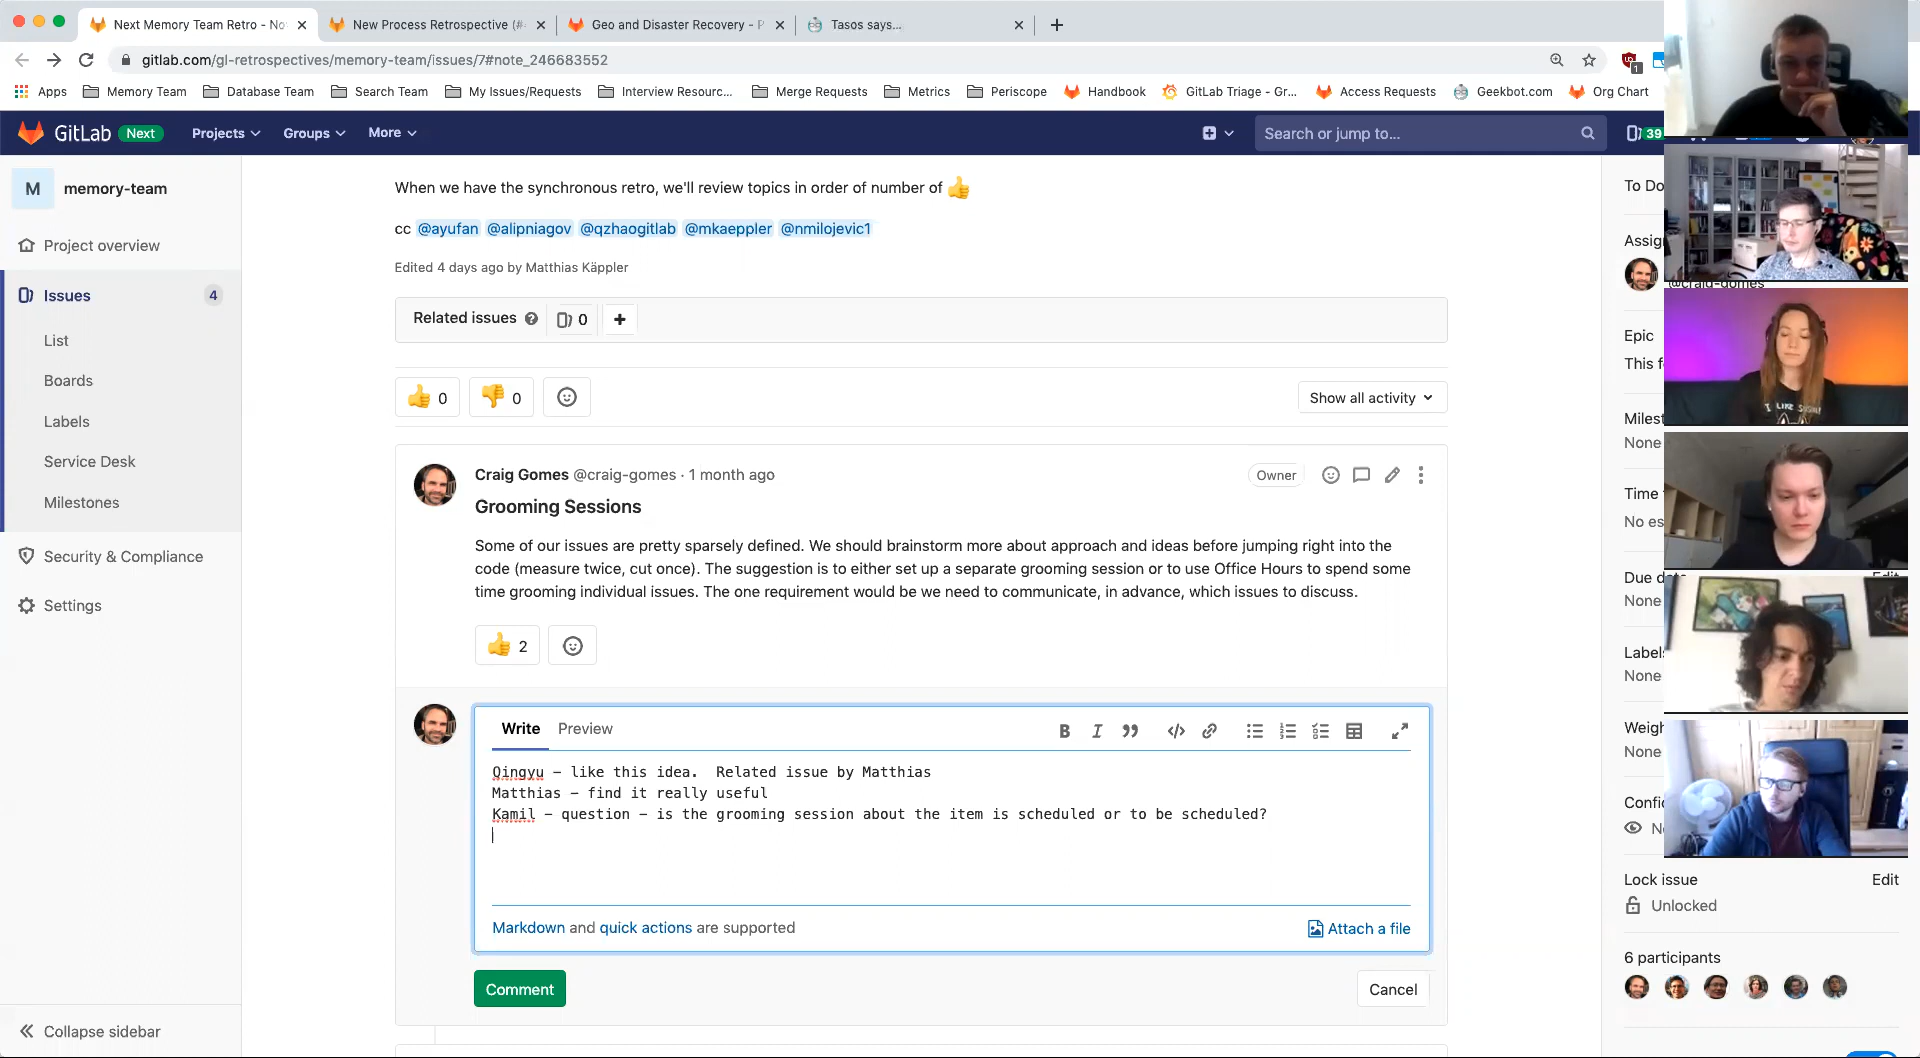 Next Memory Team Retro - No
New Process Retrospective (#
Geo and Disaster Recovery - P
Tasos says...
gitlab.com/gl-retrospectives/memory-team/issues/7#note_246683552
Apps
Memory Team
Database Team
Search Team
My Issues/Requests
Interview Resourc...
Merge Requests
Metrics
Periscope
Handbook
GitLab Triage - Gr...
Access Requests
Geekbot.com
Org Chart
GitLab Next
Projects
Groups
More
Search or jump to...
39
M memory-team
Project overview
Issues 4
List
Boards
Labels
Service Desk
Milestones
Security & Compliance
Settings
Collapse sidebar
When we have the synchronous retro, we'll review topics in order of number of 👍
cc @ayufan @alipniagov @qzhaogitlab @mkaeppler @nmilojevic1
Edited 4 days ago by Matthias Käppler
Related issues 0
👍 0 👎 0
Show all activity
Craig Gomes @craig-gomes · 1 month ago
Owner
Grooming Sessions
Some of our issues are pretty sparsely defined. We should brainstorm more about approach and ideas before jumping right into the
code (measure twice, cut once). The suggestion is to either set up a separate grooming session or to use Office Hours to spend some
time grooming individual issues. The one requirement would be we need to communicate, in advance, which issues to discuss.
👍 2
Write Preview
Qingyu – like this idea.  Related issue by Matthias
Matthias – find it really useful
Kamil – question – is the grooming session about the item is scheduled or to be scheduled?
Markdown and quick actions are supported
Attach a file
Comment
Cancel
To Do
Assig
@craig-gomes
Epic
This f
Milest
None
Time
No es
Due da
Edit
None
Labels
None
Weigh
None
Confid
Lock issue
Edit
Unlocked
6 participants